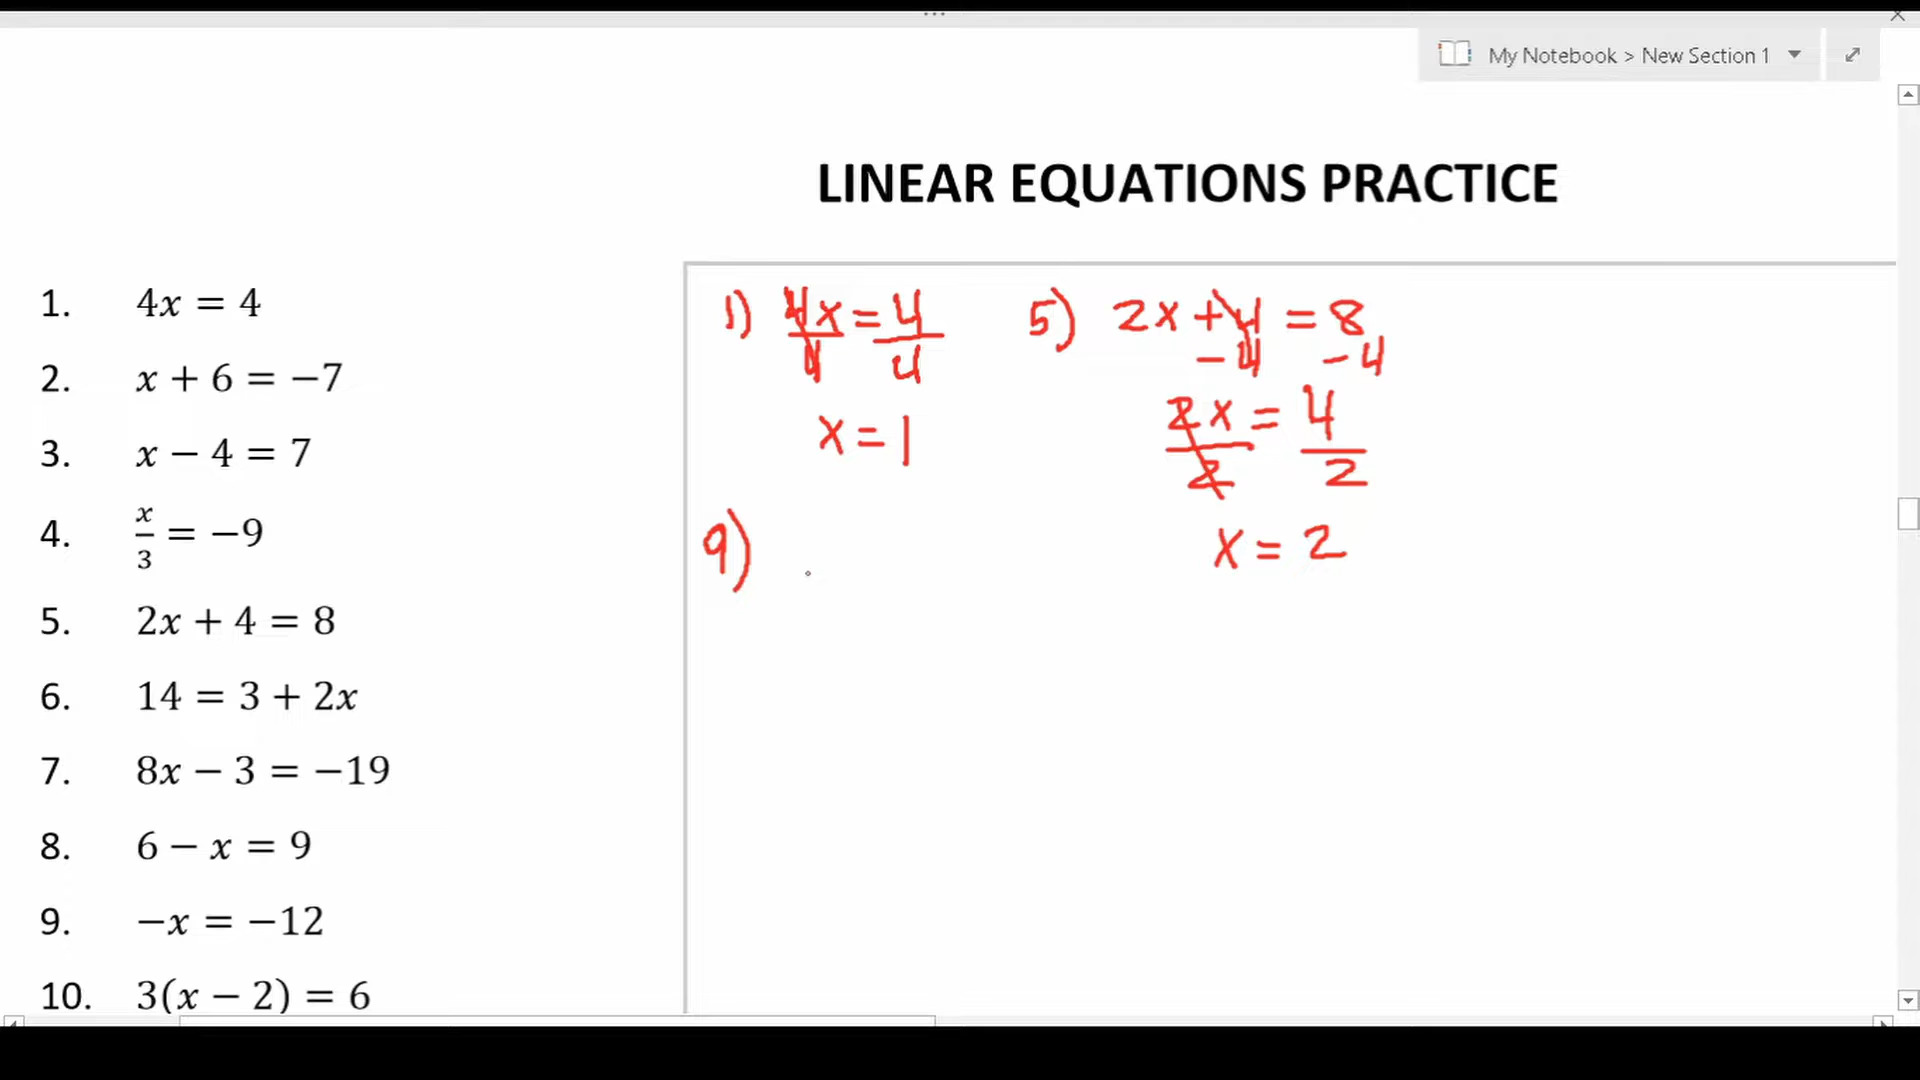 My Notebook > New Section 1
LINEAR EQUATIONS PRACTICE
1. 4x = 4
2. x + 6 = −7
3. x − 4 = 7
4. x/3 = −9
5. 2x + 4 = 8
6. 14 = 3 + 2x
7. 8x − 3 = −19
8. 6 − x = 9
9. −x = −12
10. 3(x − 2) = 6
1) 4x = 4
4 4
x = 1
5) 2x + 4 = 8
− 4 − 4
2x = 4
2 2
x = 2
9)